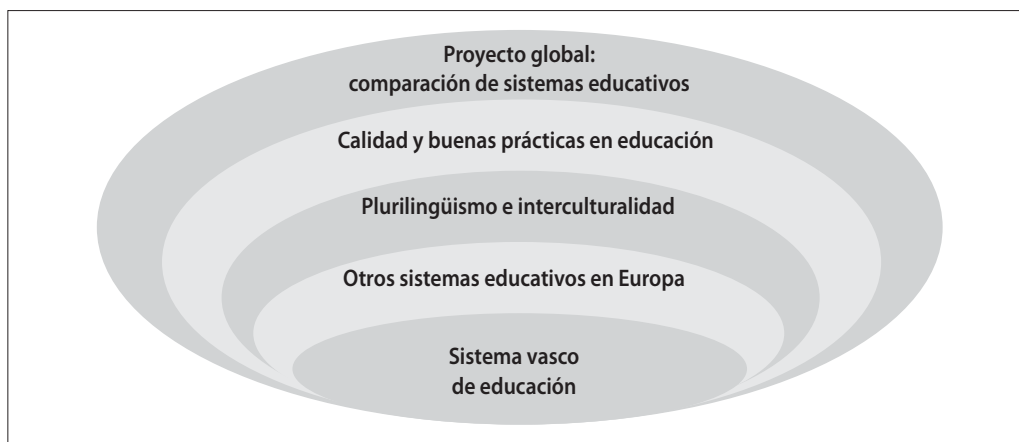 Proyecto global:
comparación de sistemas educativos
Calidad y buenas prácticas en educación
Plurilingüismo e interculturalidad
Otros sistemas educativos en Europa
Sistema vasco
de educación